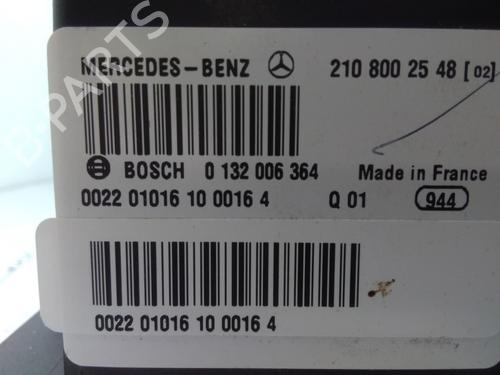 B-PARTS
MERCEDES-BENZ 210 800 25 48 [02]
BOSCH 0 132 006 364 Made in France
0022 01016 10 0016 4 Q 01 944
0022 01016 10 0016 4